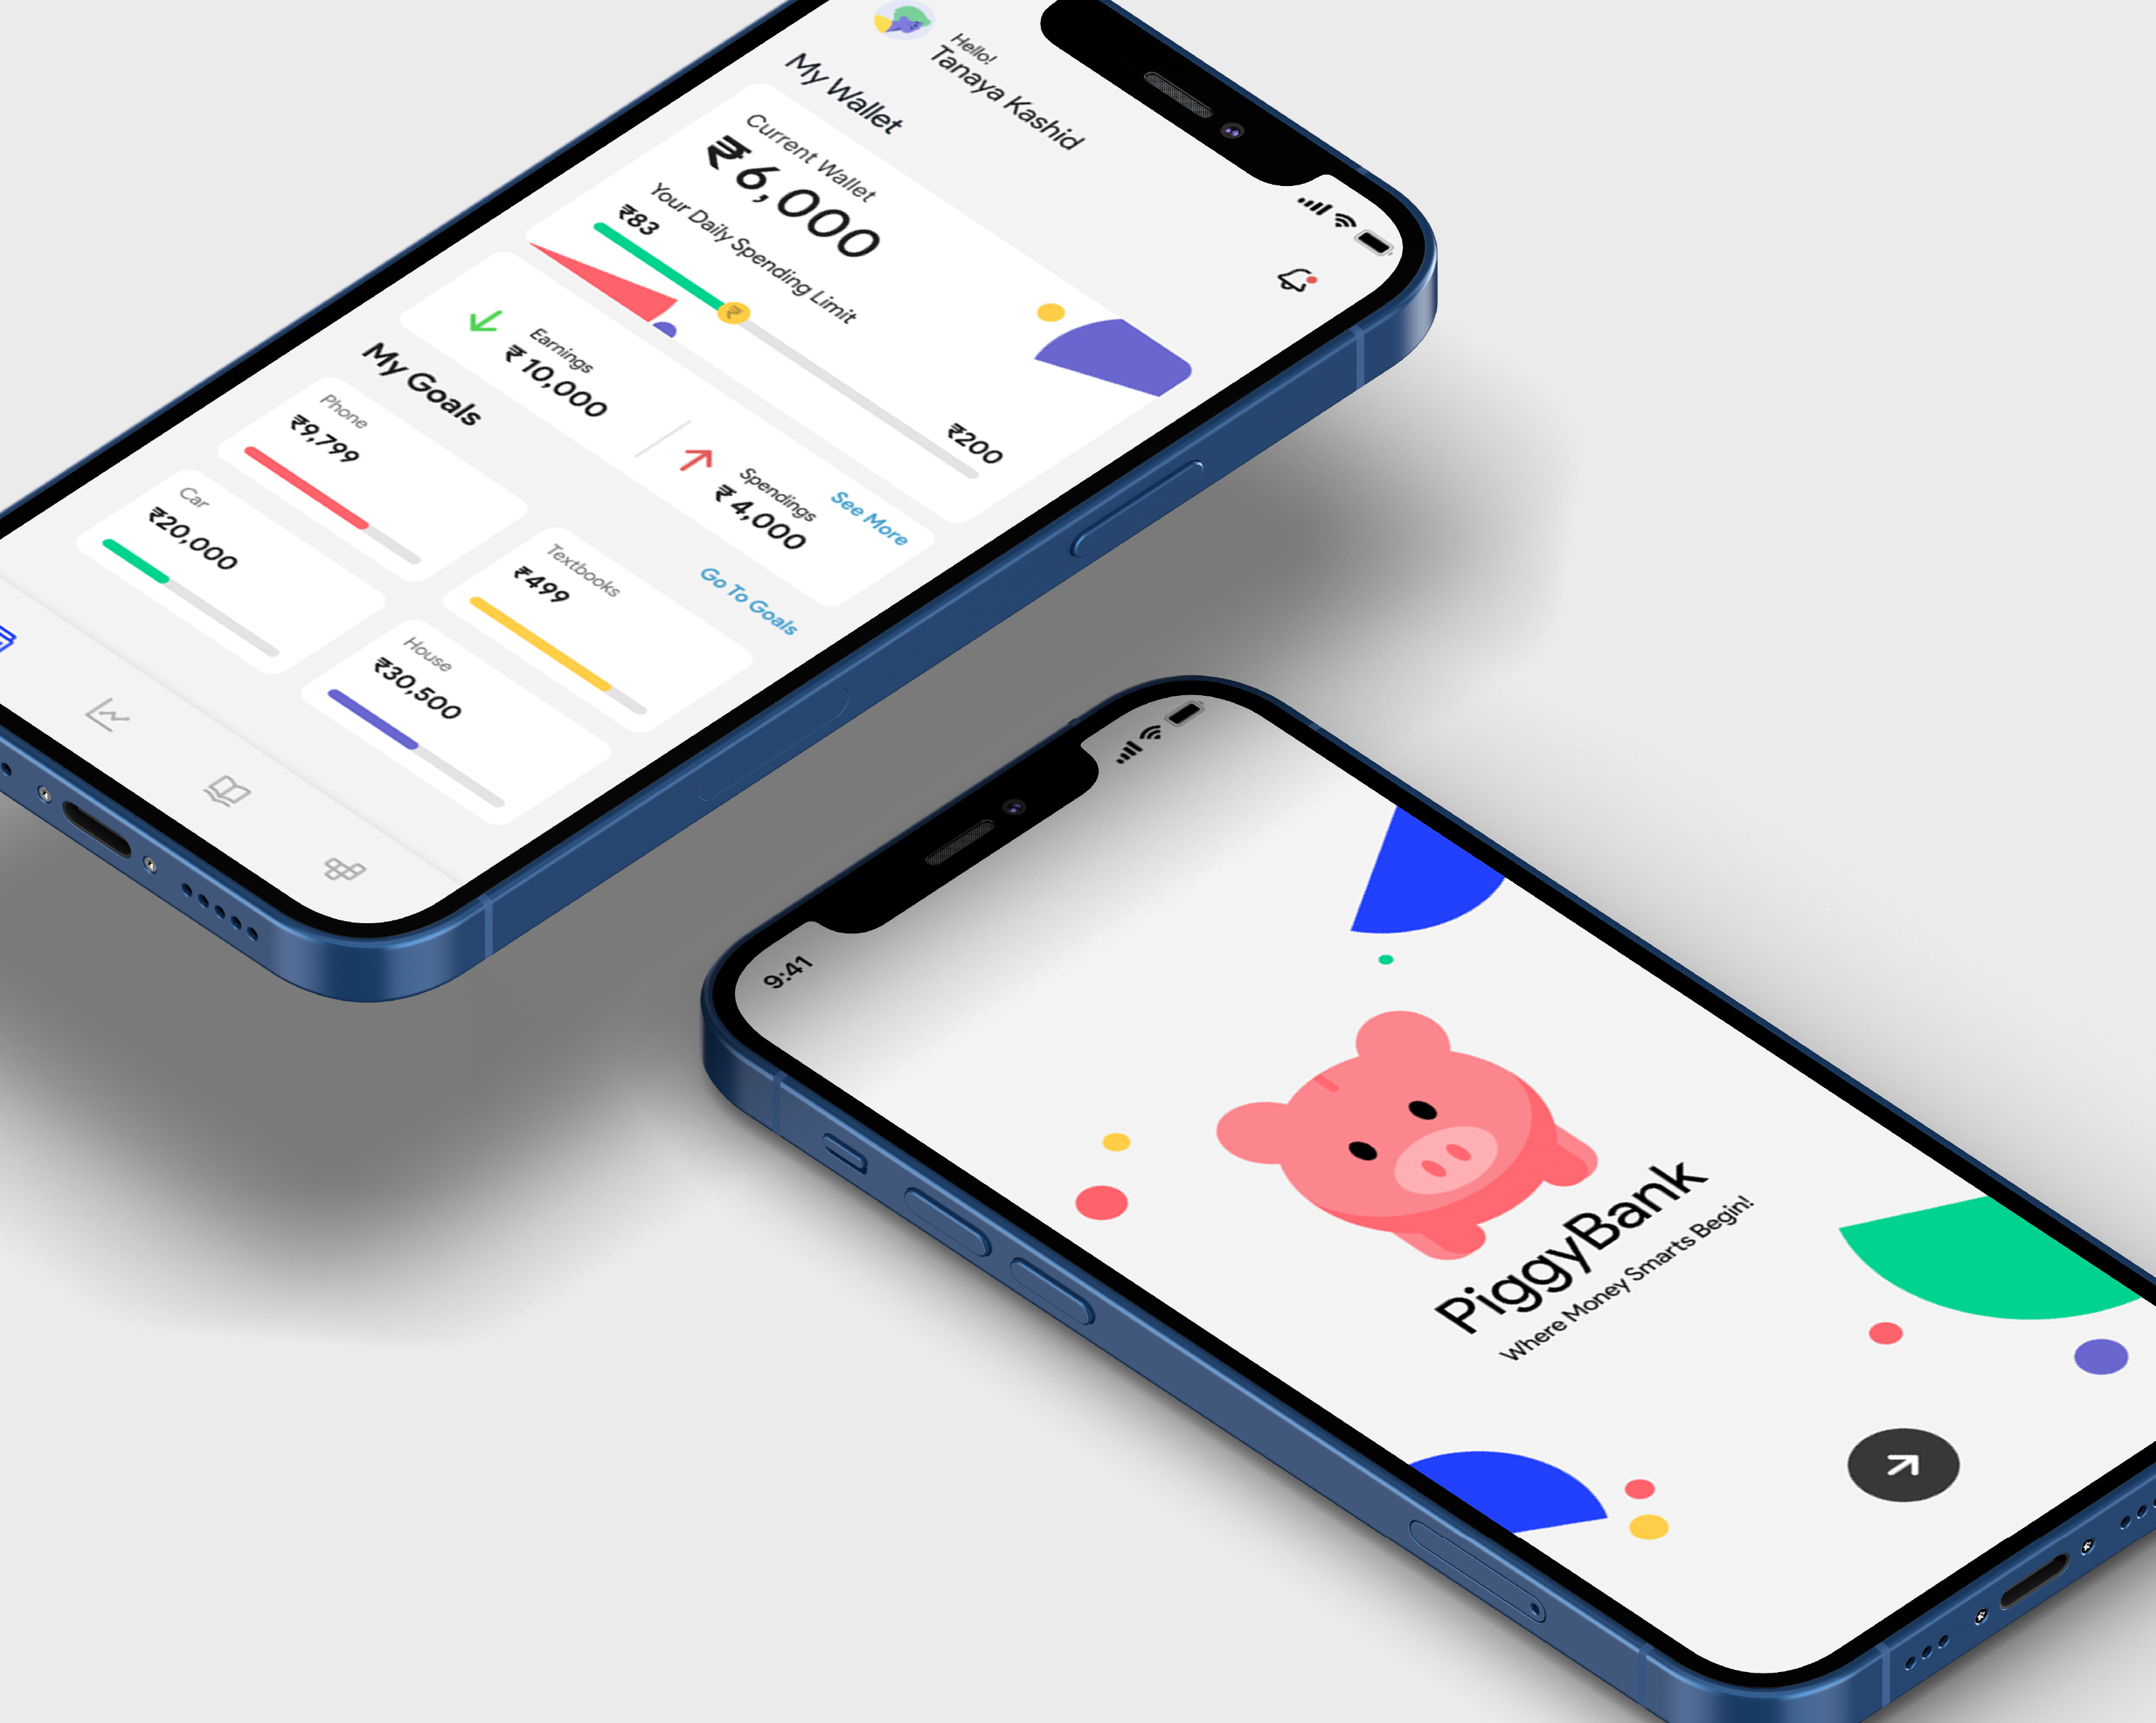 Hello!
Tanaya Kashid
My Wallet
Current Wallet
₹6,000
Your Daily Spending Limit
₹83
₹
₹200
Earnings
₹ 10,000
Spendings
₹ 4,000
See More
My Goals
Go To Goals
Phone
₹9,799
Textbooks
₹499
Car
₹20,000
House
₹30,500
9:41
PiggyBank
Where Money Smarts Begin!